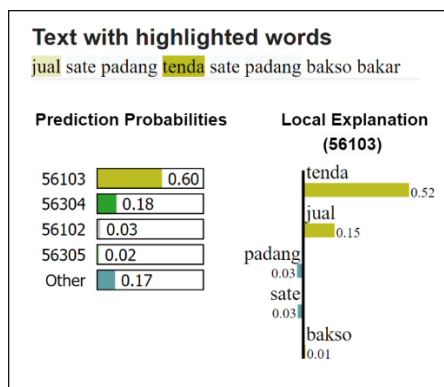 Text with highlighted words
jual sate padang tenda sate padang bakso bakar
Prediction Probabilities
56103 0.60
56304 0.18
56102 0.03
56305 0.02
Other 0.17
Local Explanation
(56103)
tenda
0.52
jual
0.15
padang
0.03
sate
0.03
bakso
0.01